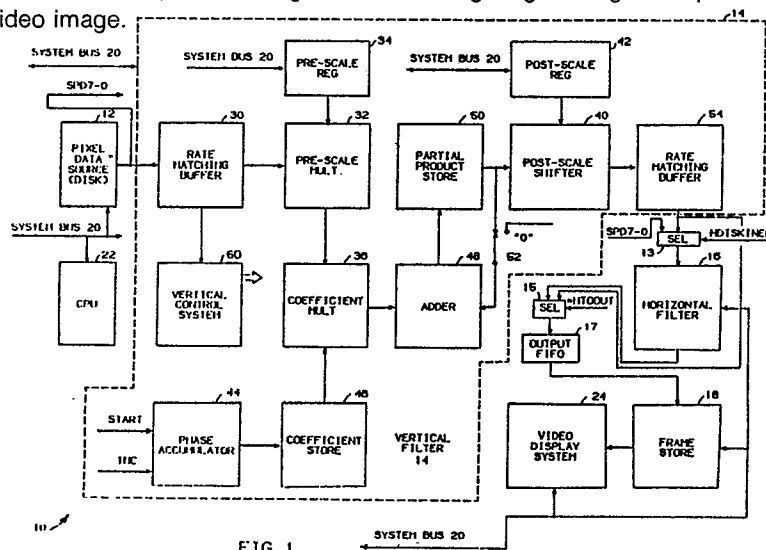 video image.
14
SYSTEM BUS 20
SYSTEM BUS 20
34
PRE-SCALE
REG
SYSTEM BUS 20
42
POST-SCALE
REG
SPD7-0
12
PIXEL
DATA
SOURCE
(DISK)
30
RATE
MATCHING
BUFFER
32
PRE-SCALE
MULT.
50
PARTIAL
PRODUCT
STORE
40
POST-SCALE
SHIFTER
54
RATE
MATCHING
BUFFER
SYSTEM BUS 20
22
CPU
60
VERTICAL
CONTROL
SYSTEM
36
COEFFICIENT
MULT
48
ADDER
"0"
52
SPD7-0
SEL
13
HDISKINEN
16
HORIZONTAL
FILTER
15
SEL
HTOOUT
17
OUTPUT
FIFO
START
INC
44
PHASE
ACCUMULATOR
46
COEFFICIENT
STORE
VERTICAL
FILTER
14
24
VIDEO
DISPLAY
SYSTEM
18
FRAME
STORE
10
FIG 1
SYSTEM BUS 20